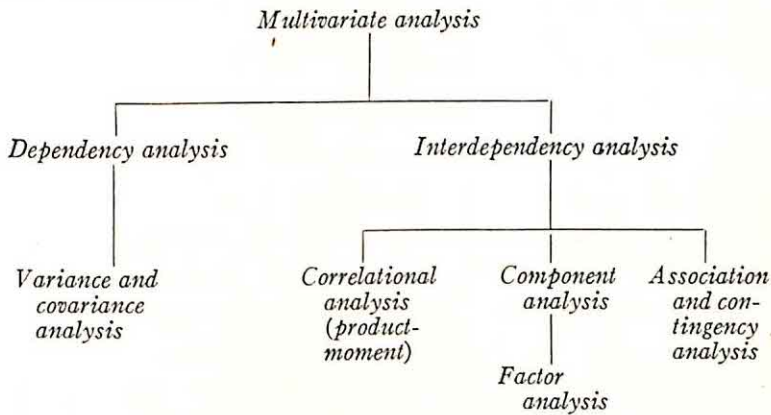 Multivariate analysis
Dependency analysis
Interdependency analysis
Variance and
covariance
analysis
Correlational
analysis
(product-
moment)
Component
analysis
Association
and con-
tingency
analysis
Factor
analysis